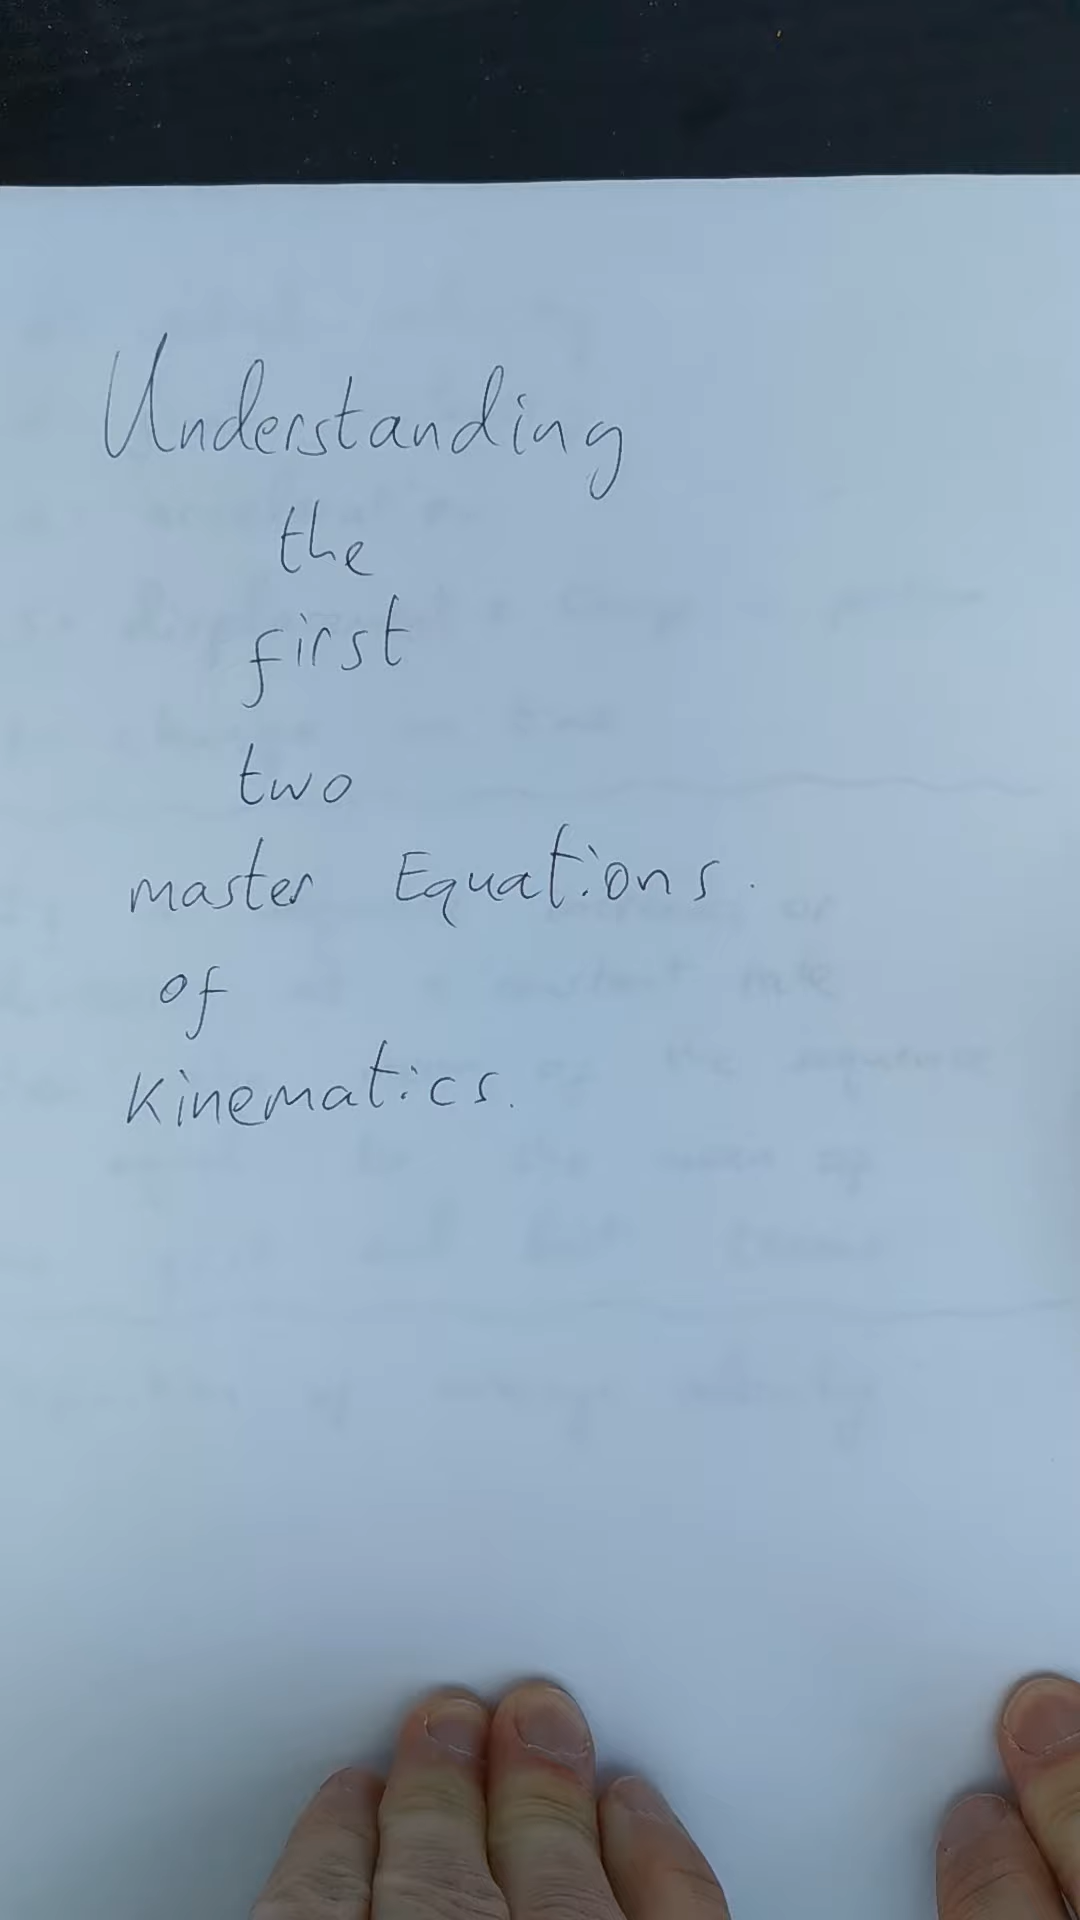 Understanding
the
first
two
master Equations.
of
Kinematics.